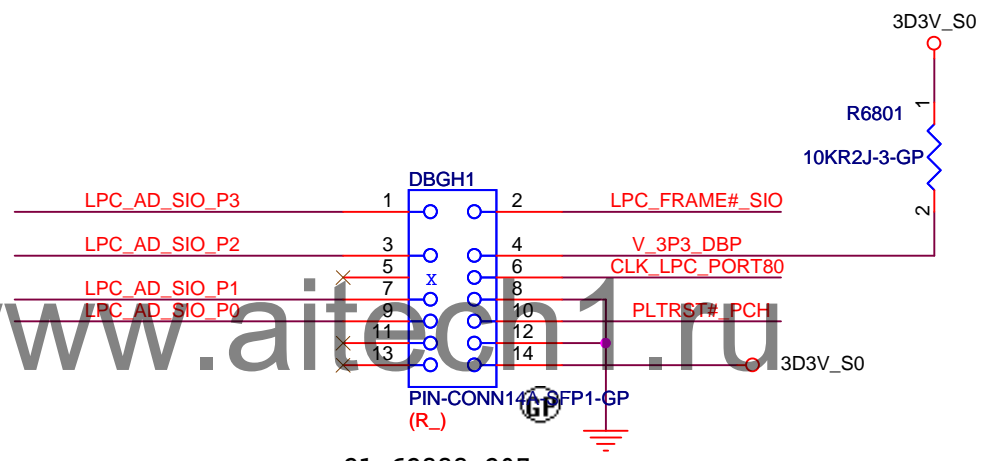 3D3V_S0
1
R6801
10KR2J-3-GP
2
DBGH1
LPC_AD_SIO_P3 1 2 LPC_FRAME#_SIO
LPC_AD_SIO_P2 3 4 V_3P3_DBP
5 X 6 CLK_LPC_PORT80
LPC_AD_SIO_P1 7 8
LPC_AD_SIO_P0 9 10 PLTRST#_PCH
11 12
13 14 3D3V_S0
www.aitech1.ru
PIN-CONN14A-SFP1-GP
GP
(R_)